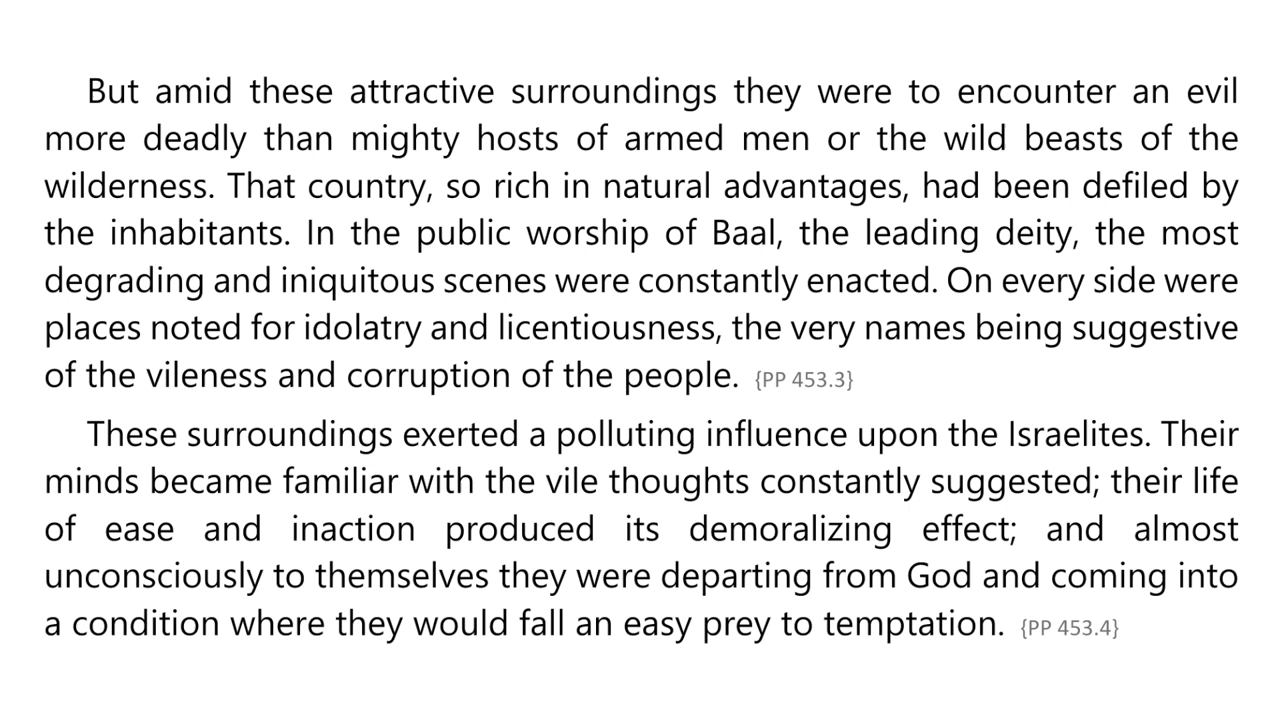 But amid these attractive surroundings they were to encounter an evil
more deadly than mighty hosts of armed men or the wild beasts of the
wilderness. That country, so rich in natural advantages, had been defiled by
the inhabitants. In the public worship of Baal, the leading deity, the most
degrading and iniquitous scenes were constantly enacted. On every side were
places noted for idolatry and licentiousness, the very names being suggestive
of the vileness and corruption of the people. {PP 453.3}
These surroundings exerted a polluting influence upon the Israelites. Their
minds became familiar with the vile thoughts constantly suggested; their life
of ease and inaction produced its demoralizing effect; and almost
unconsciously to themselves they were departing from God and coming into
a condition where they would fall an easy prey to temptation. {PP 453.4}